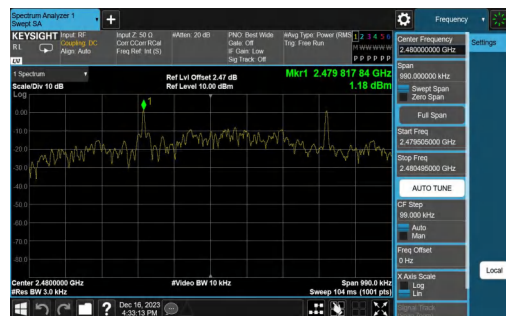 Spectrum Analyzer 1
Swept SA
Frequency
KEYSIGHT
Input: RF
Coupling: DC
Align: Auto
Input Z: 50 Ω
Corr CCorr RCal
Freq Ref: Int (S)
#Atten: 20 dB
PNO: Best Wide
Gate: Off
IF Gain: Low
Sig Track: Off
#Avg Type: Power (RMS
Trig: Free Run
1 2 3 4 5 6
M W W W W W
P P P P P P
RL
LV
1 Spectrum
Scale/Div 10 dB
Log
Ref Lvl Offset 2.47 dB
Ref Level 10.00 dBm
Mkr1 2.479 817 84 GHz
1.18 dBm
1
0.00
-10.0
-20.0
-30.0
-40.0
-50.0
-60.0
-70.0
-80.0
Center 2.4800000 GHz
#Res BW 3.0 kHz
#Video BW 10 kHz
Span 990.0 kHz
Sweep 104 ms (1001 pts)
Dec 16, 2023
4:33:13 PM
Center Frequency
2.480000000 GHz
Settings
Span
990.000000 kHz
Swept Span
Zero Span
Full Span
Start Freq
2.479505000 GHz
Stop Freq
2.480495000 GHz
AUTO TUNE
CF Step
99.000 kHz
Auto
Man
Freq Offset
0 Hz
X Axis Scale
Log
Lin
Local
Signal Track